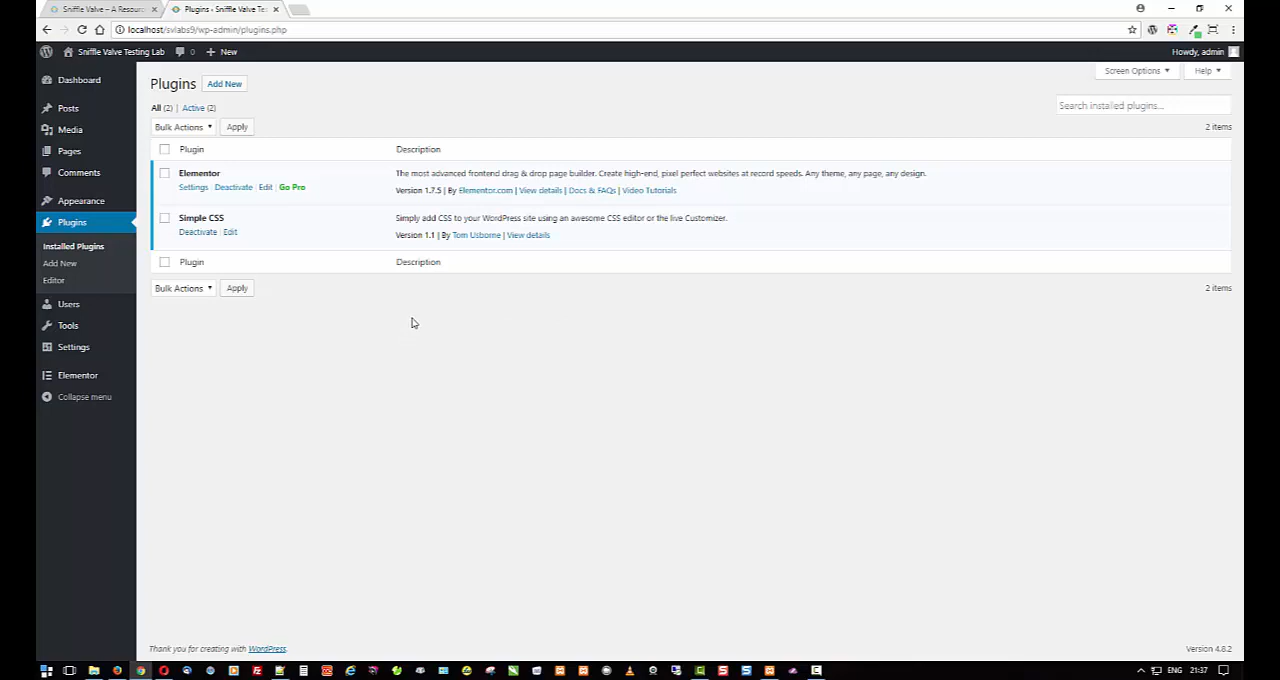 Sniffle Valve – A Resourc
Plugins ‹ Sniffle Valve Tes
localhost/svlabs9/wp-admin/plugins.php
Sniffle Valve Testing Lab 0 + New Howdy, admin
Dashboard
Posts
Media
Pages
Comments
Appearance
Plugins
Installed Plugins
Add New
Editor
Users
Tools
Settings
Elementor
Collapse menu
Screen Options ▼ Help ▼
Plugins Add New
All (2) | Active (2)
Search installed plugins...
Bulk Actions ▼ Apply 2 items
Plugin Description
Elementor The most advanced frontend drag & drop page builder. Create high-end, pixel perfect websites at record speeds. Any theme, any page, any design.
Settings | Deactivate | Edit | Go Pro Version 1.7.5 | By Elementor.com | View details | Docs & FAQs | Video Tutorials
Simple CSS Simply add CSS to your WordPress site using an awesome CSS editor or the live Customizer.
Deactivate | Edit Version 1.1 | By Tom Usborne | View details
Plugin Description
Bulk Actions ▼ Apply 2 items
Thank you for creating with WordPress. Version 4.8.2
ENG 21:37